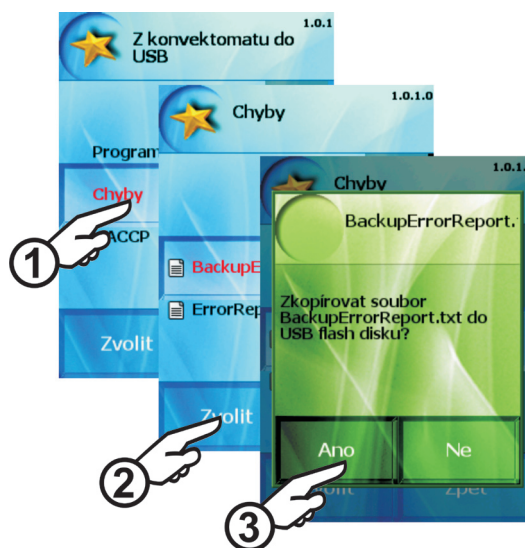 1.0.1
Z konvektomatu do
USB
Program
Chyby
ACCP
Zvolit
1
1.0.1.0
Chyby
BackupE
ErrorRep
Zvolit
2
1.0.1.
Chyby
BackupErrorReport.
Zkopírovat soubor
BackupErrorReport.txt do
USB flash disku?
Ano
Ne
Zpet
3